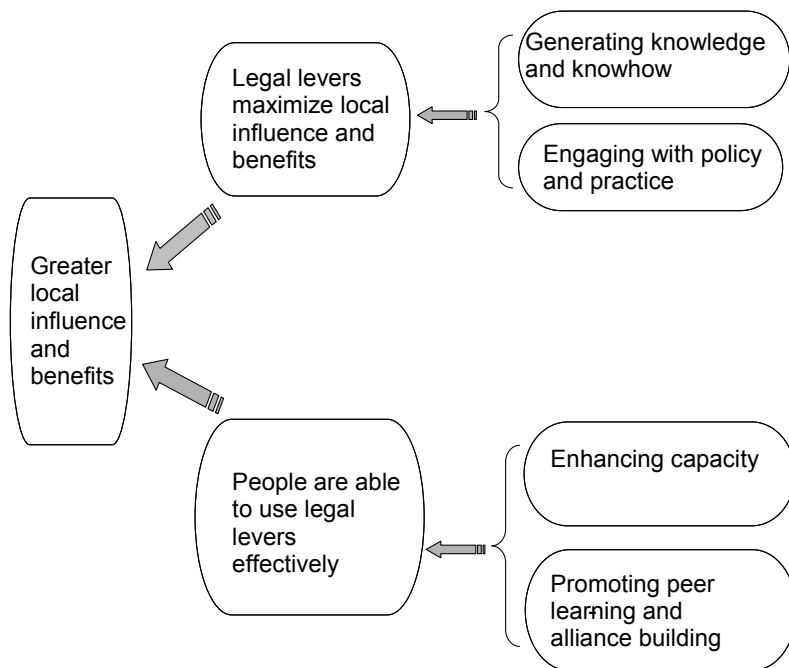 Generating knowledge
and knowhow
Legal levers
maximize local
influence and
benefits
Engaging with policy
and practice
Greater
local
influence
and
benefits
Enhancing capacity
People are able
to use legal
levers
effectively
Promoting peer
learning and
alliance building